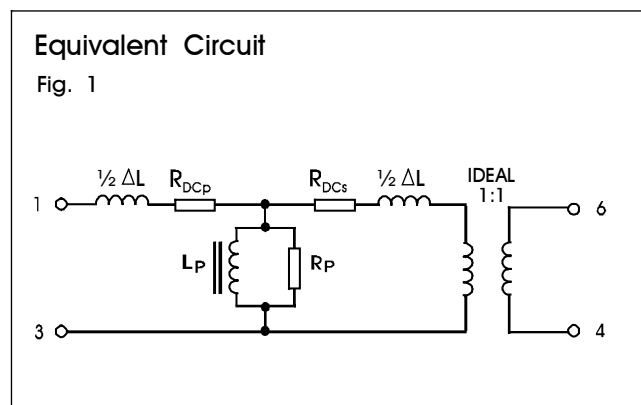 Equivalent Circuit
Fig. 1
½ ΔL
R_DCp
R_DCs
½ ΔL
IDEAL
1:1
1
6
L_P
R_P
3
4